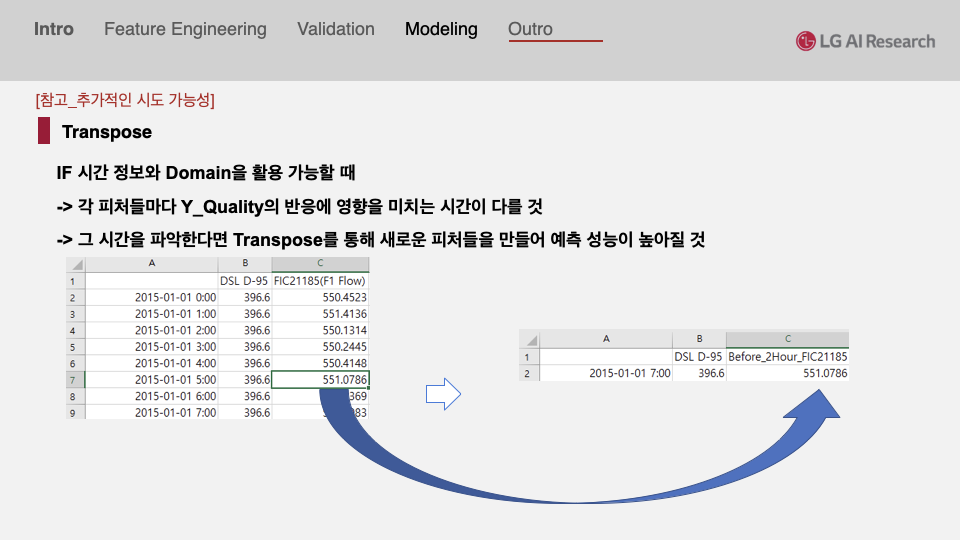 Intro Feature Engineering Validation Modeling Outro
LG AI Research
[참고_추가적인 시도 가능성]
Transpose
IF 시간 정보와 Domain을 활용 가능할 때
-> 각 피처들마다 Y_Quality의 반응에 영향을 미치는 시간이 다를 것
-> 그 시간을 파악한다면 Transpose를 통해 새로운 피처들을 만들어 예측 성능이 높아질 것
A B C
1 DSL D-95 FIC21185(F1 Flow)
2 2015-01-01 0:00 396.6 550.4523
3 2015-01-01 1:00 396.6 551.4136
4 2015-01-01 2:00 396.6 550.1314
5 2015-01-01 3:00 396.6 550.2445
6 2015-01-01 4:00 396.6 550.4148
7 2015-01-01 5:00 396.6 551.0786
8 2015-01-01 6:00 396.6
9 2015-01-01 7:00 396.6
A B C
1 DSL D-95 Before_2Hour_FIC21185
2 2015-01-01 7:00 396.6 551.0786